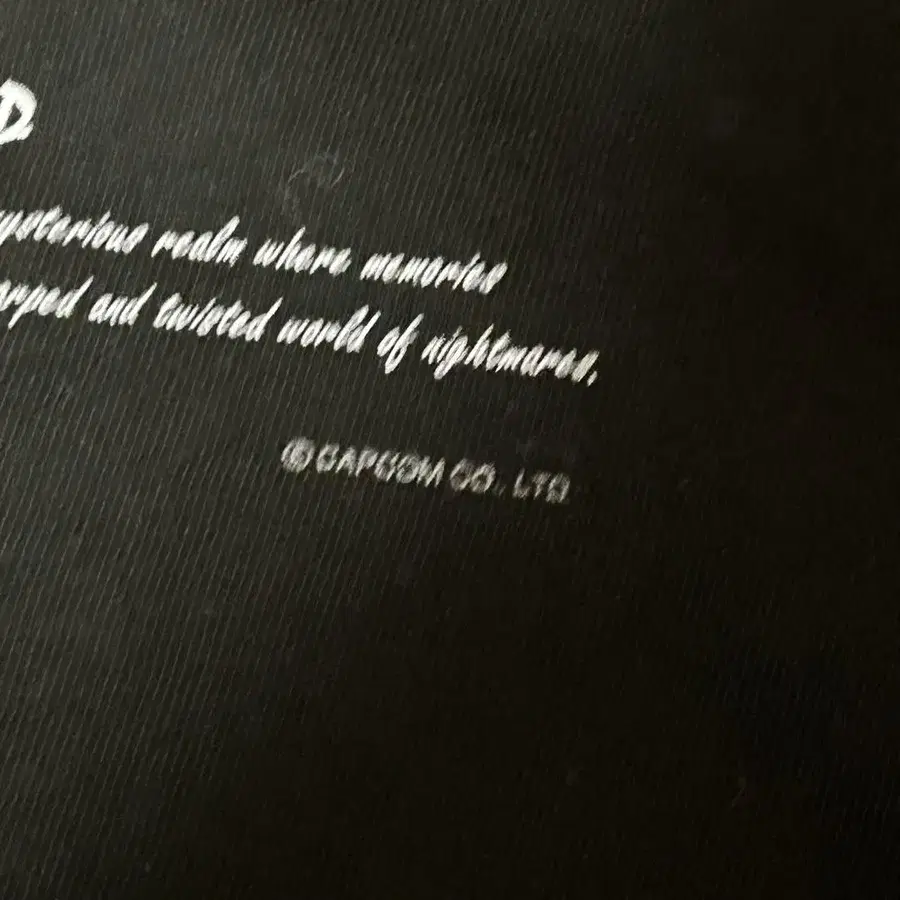 D.
ysterious realm where memories
arped and twisted world of nightmares.
©CAPCOM CO., LTD